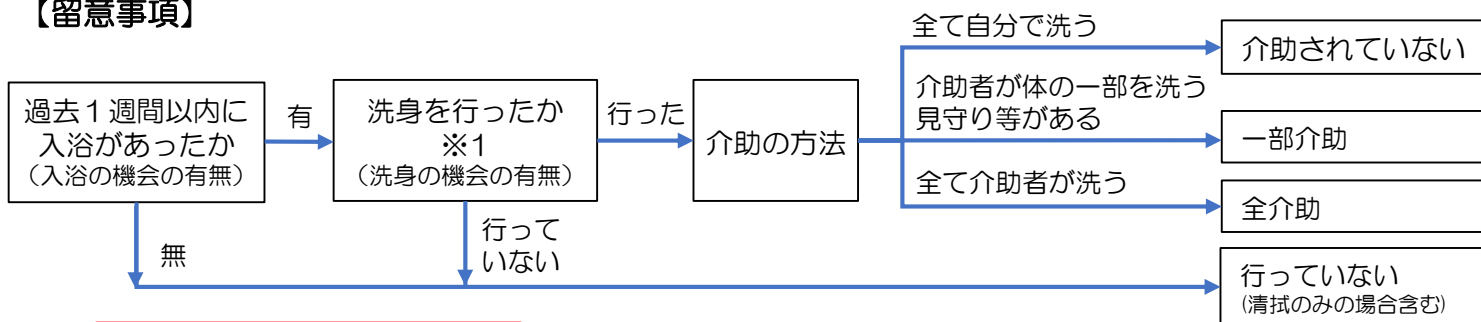 【留意事項】
過去１週間以内に
入浴があったか
（入浴の機会の有無）
有
無
洗身を行ったか
※1
（洗身の機会の有無）
行った
行って
いない
介助の方法
全て自分で洗う
介助されていない
介助者が体の一部を洗う
見守り等がある
一部介助
全て介助者が洗う
全介助
行っていない
(清拭のみの場合含む)